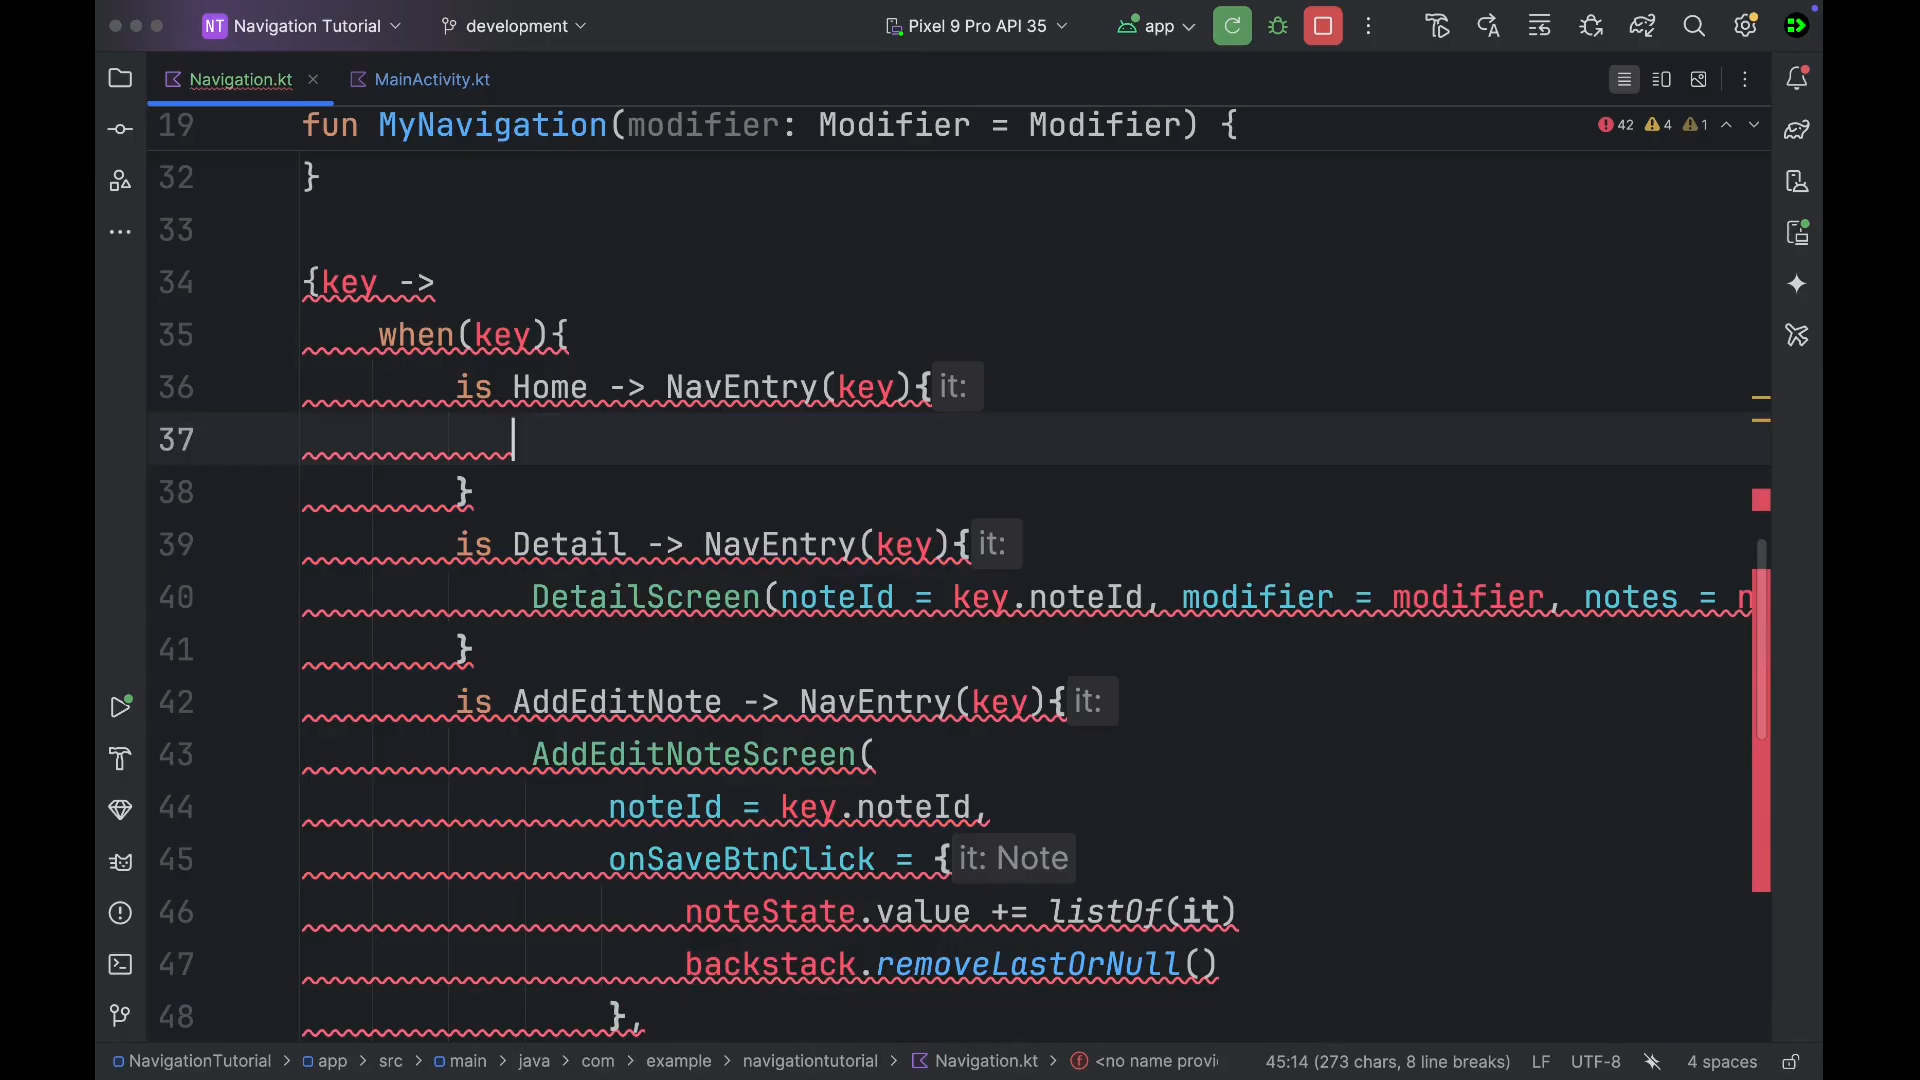 NT Navigation Tutorial development Pixel 9 Pro API 35 app
Navigation.kt MainActivity.kt
19 fun MyNavigation(modifier: Modifier = Modifier) { 42 4 1
32 }
33
34 {key ->
35 when(key){
36 is Home -> NavEntry(key){ it:
37
38 }
39 is Detail -> NavEntry(key){ it:
40 DetailScreen(noteId = key.noteId, modifier = modifier, notes = n
41 }
42 is AddEditNote -> NavEntry(key){ it:
43 AddEditNoteScreen(
44 noteId = key.noteId,
45 onSaveBtnClick = { it: Note
46 noteState.value += listOf(it)
47 backstack.removeLastOrNull()
48 },
NavigationTutorial > app > src > main > java > com > example > navigationtutorial > Navigation.kt > <no name provi 45:14 (273 chars, 8 line breaks) LF UTF-8 4 spaces